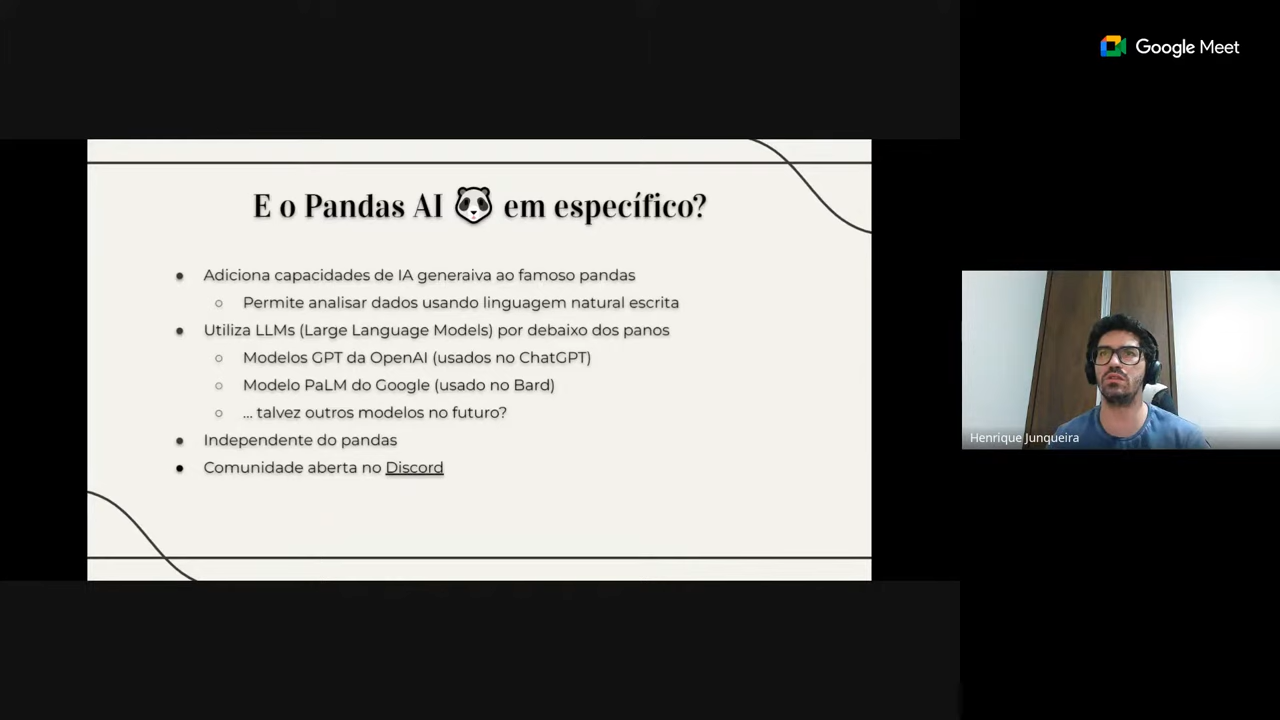 Google Meet
E o Pandas AI 🐼 em específico?
● Adiciona capacidades de IA generaiva ao famoso pandas
○ Permite analisar dados usando linguagem natural escrita
● Utiliza LLMs (Large Language Models) por debaixo dos panos
○ Modelos GPT da OpenAI (usados no ChatGPT)
○ Modelo PaLM do Google (usado no Bard)
○ ... talvez outros modelos no futuro?
● Independente do pandas
● Comunidade aberta no Discord
Henrique Junqueira